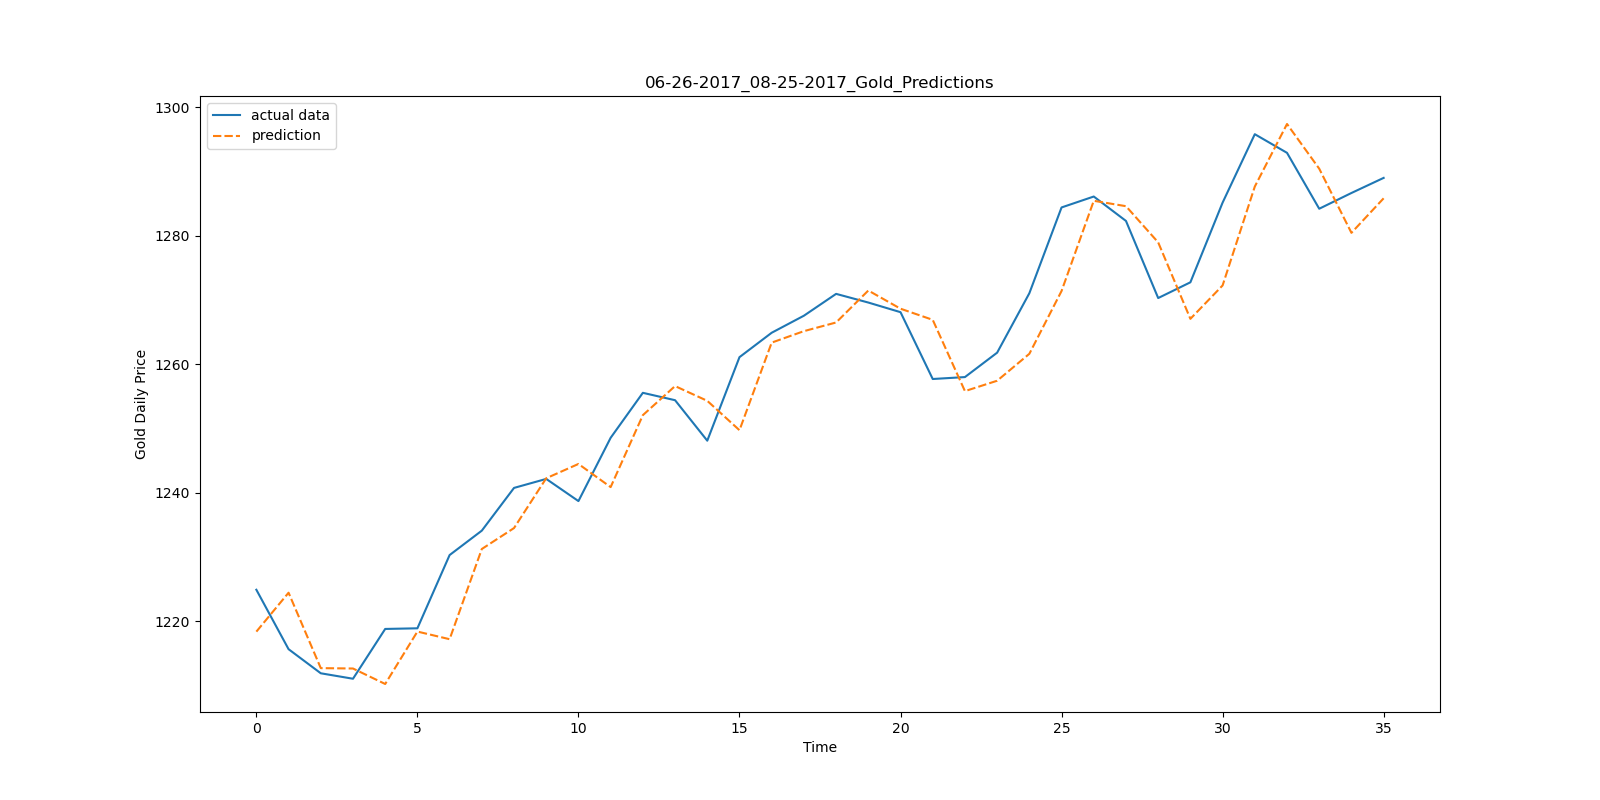 06-26-2017_08-25-2017_Gold_Predictions
actual data
prediction
1300
1280
1260
1240
1220
Gold Daily Price
0 5 10 15 20 25 30 35
Time